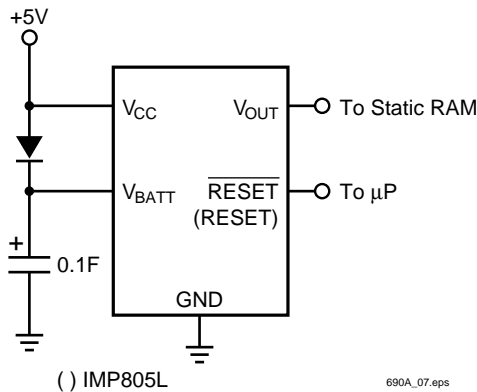 +5V
VCC
VOUT
To Static RAM
VBATT
RESET
To μP
(RESET)
+
0.1F
GND
( ) IMP805L
690A_07.eps